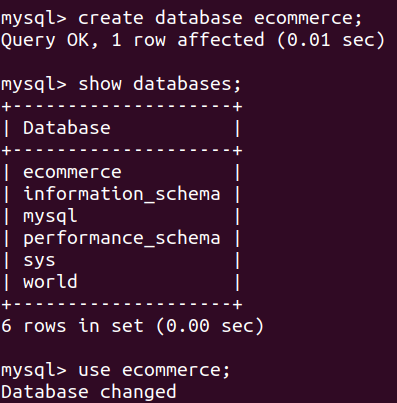 mysql> create database ecommerce;
Query OK, 1 row affected (0.01 sec)
mysql> show databases;
+--------------------+
| Database           |
+--------------------+
| ecommerce          |
| information_schema |
| mysql              |
| performance_schema |
| sys                |
| world              |
+--------------------+
6 rows in set (0.00 sec)
mysql> use ecommerce;
Database changed